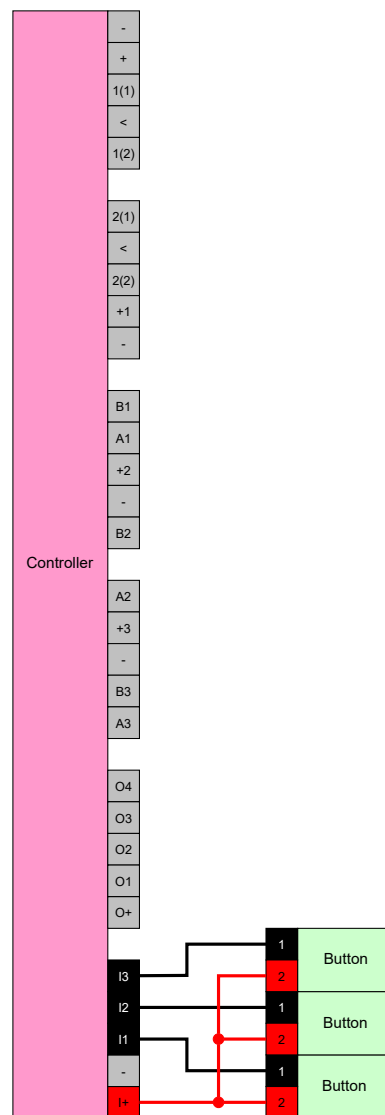 -
+
1(1)
<
1(2)
2(1)
<
2(2)
+1
-
B1
A1
+2
-
B2
Controller
A2
+3
-
B3
A3
O4
O3
O2
O1
O+
1
Button
I3
2
I2
1
Button
I1
2
-
1
Button
I+
2